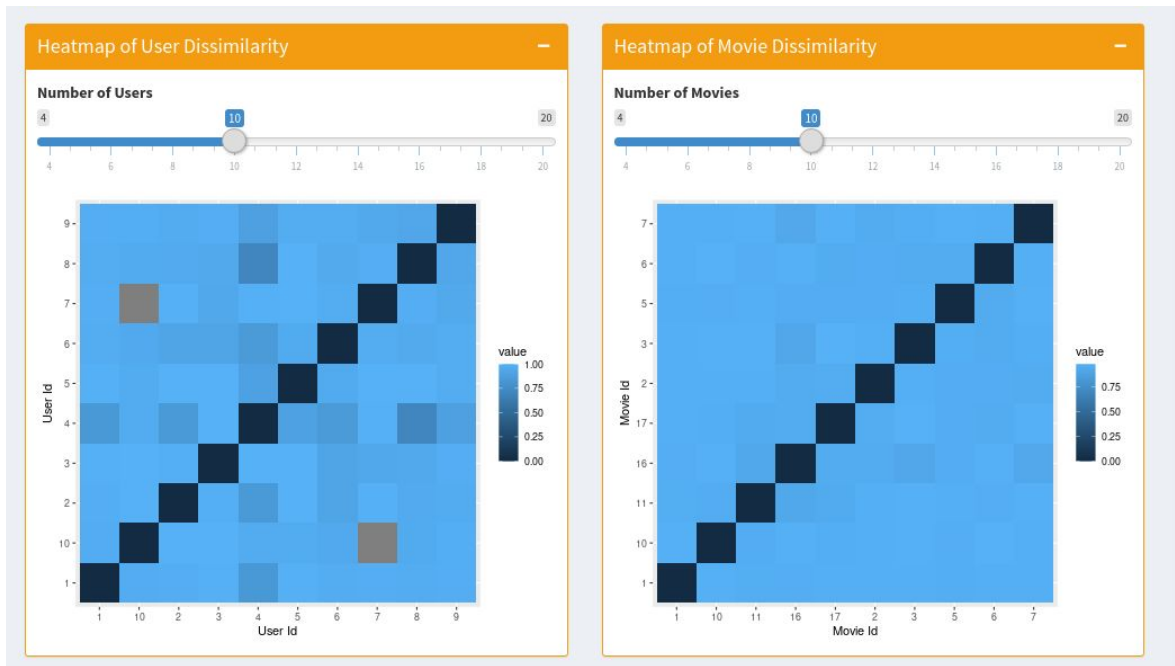 Heatmap of User Dissimilarity
Number of Users
4 10 20
4 6 8 10 12 14 16 18 20
User Id
9
8
7
6
5
4
3
2
10
1
1 10 2 3 4 5 6 7 8 9
User Id
value
1.00
0.75
0.50
0.25
0.00
Heatmap of Movie Dissimilarity
Number of Movies
4 10 20
4 6 8 10 12 14 16 18 20
Movie Id
7
6
5
3
2
17
16
11
10
1
1 10 11 16 17 2 3 5 6 7
Movie Id
value
0.75
0.50
0.25
0.00